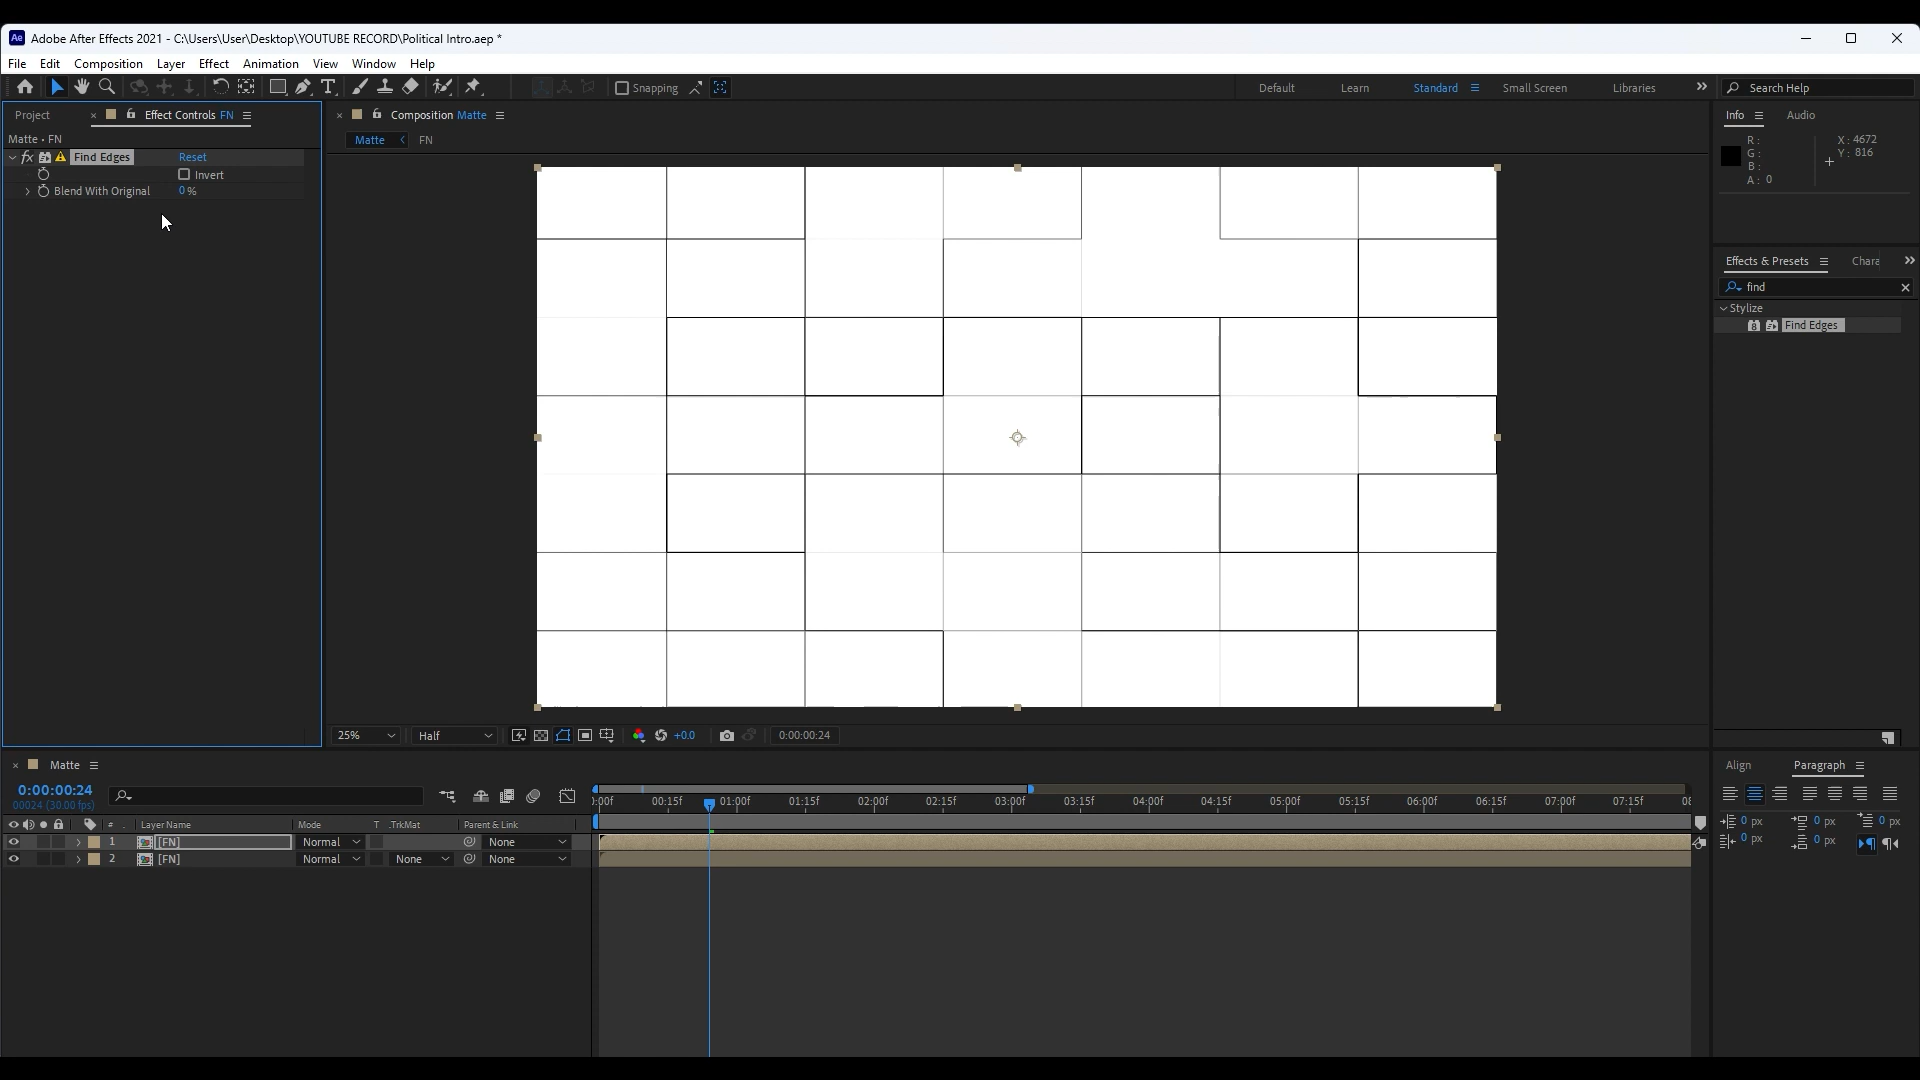 Ae Adobe After Effects 2021 - C:\Users\User\Desktop\YOUTUBE RECORD\Political Intro.aep *
File Edit Composition Layer Effect Animation View Window Help
Snapping Default Learn Standard Small Screen Libraries Search Help
Project Effect Controls FN
Matte • FN
fx Find Edges Reset
Invert
Blend With Original 0 %
Composition Matte
Matte FN
25% Half +0.0 0:00:00:24
Info Audio
R: X: 4672
G: Y: 816
B:
A: 0
Effects & Presets Chara
find
Stylize
Find Edges
Matte
0:00:00:24
00024 (30.00 fps)
:00f 00:15f 01:00f 01:15f 02:00f 02:15f 03:00f 03:15f 04:00f 04:15f 05:00f 05:15f 06:00f 06:15f 07:00f 07:15f 08
# Layer Name Mode T .TrkMat Parent & Link
1 [FN] Normal None
2 [FN] Normal None None
Align Paragraph
0 px 0 px 0 px
0 px 0 px